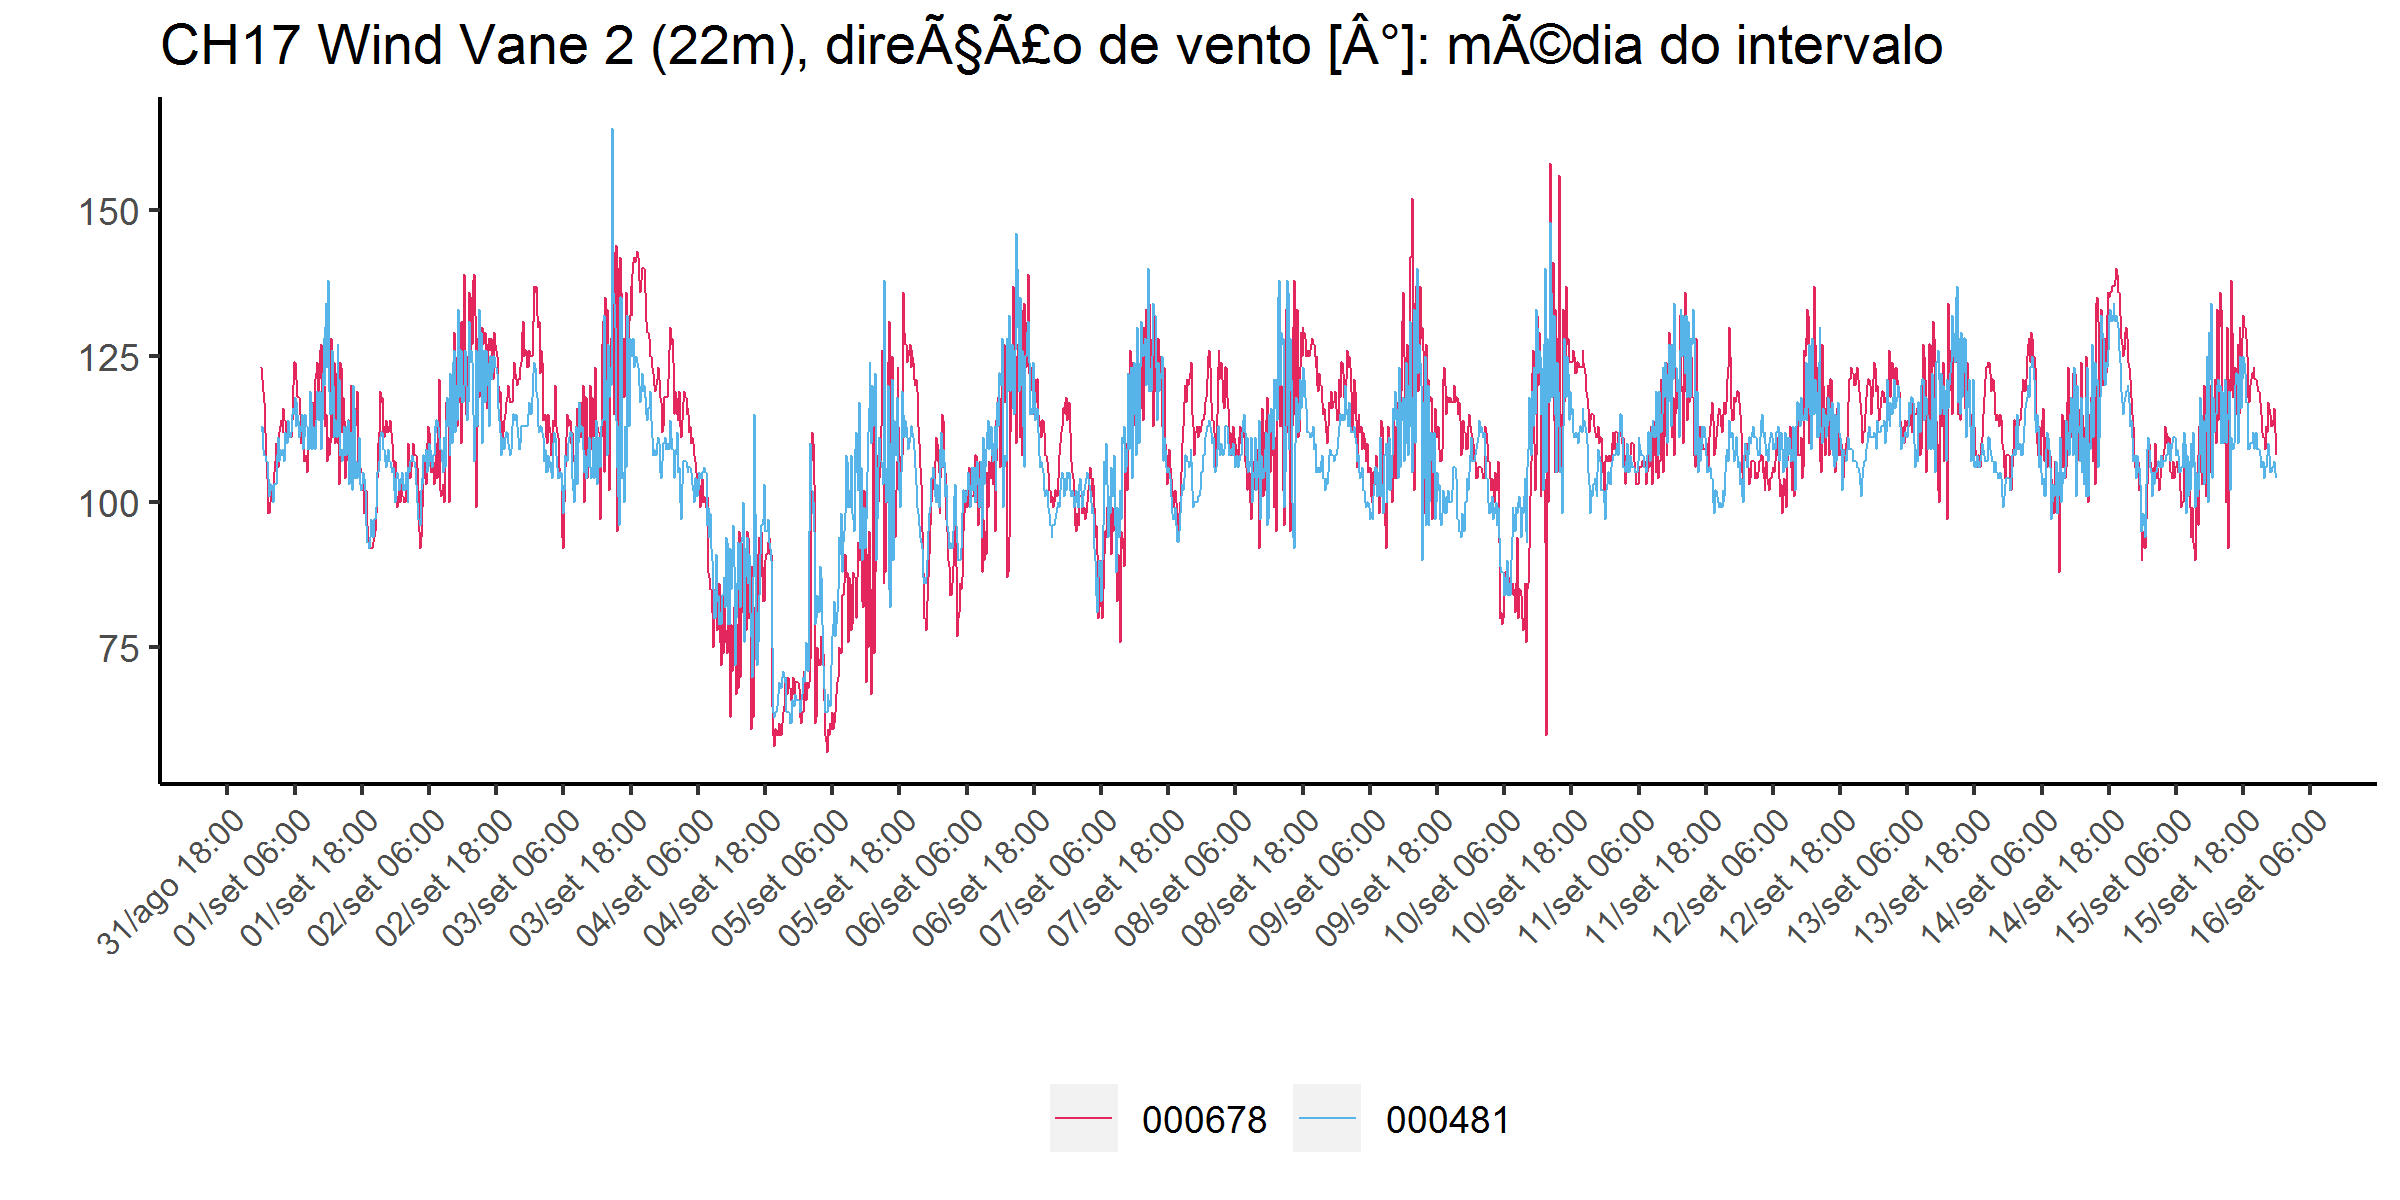 CH17 Wind Vane 2 (22m), direÃ§Ã£o de vento [Â°]: mÃ©dia do intervalo
150
125
100
75
31/ago 18:00
01/set 06:00
01/set 18:00
02/set 06:00
02/set 18:00
03/set 06:00
03/set 18:00
04/set 06:00
04/set 18:00
05/set 06:00
05/set 18:00
06/set 06:00
06/set 18:00
07/set 06:00
07/set 18:00
08/set 06:00
08/set 18:00
09/set 06:00
09/set 18:00
10/set 06:00
10/set 18:00
11/set 06:00
11/set 18:00
12/set 06:00
12/set 18:00
13/set 06:00
13/set 18:00
14/set 06:00
14/set 18:00
15/set 06:00
15/set 18:00
16/set 06:00
000678
000481